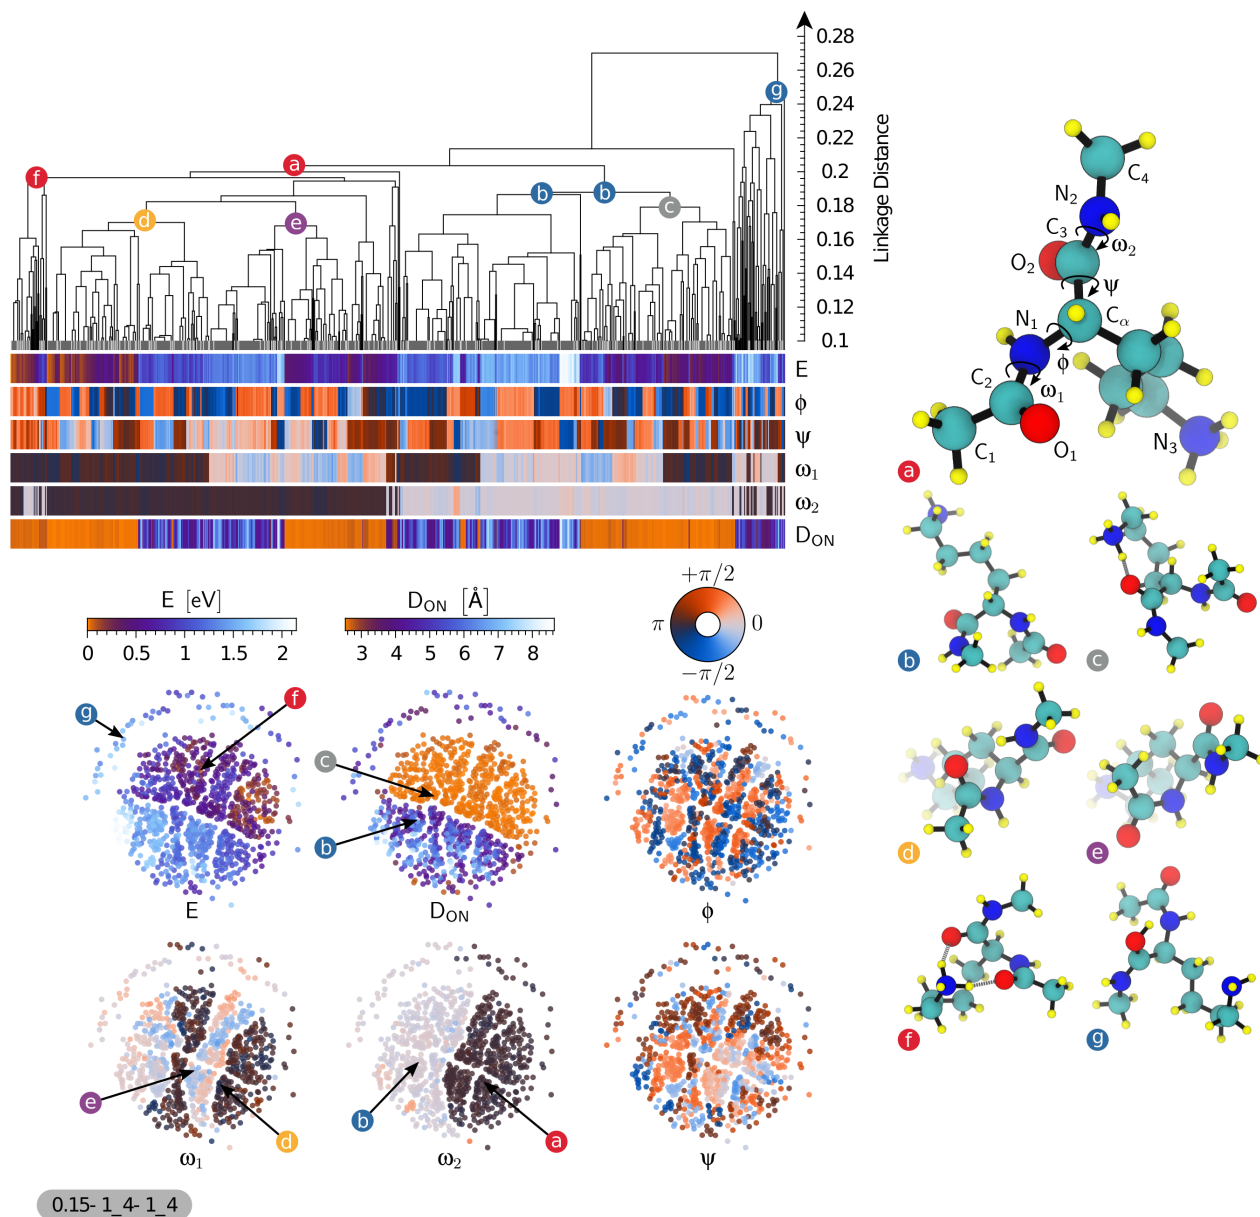 0.28
0.26
0.24
0.22
0.2
0.18
0.16
0.14
0.12
0.1
Linkage Distance
g
f
a
b
b
c
d
e
E
ϕ
ψ
ω₁
ω₂
D_ON
E [eV]
0 0.5 1 1.5 2
D_ON [Å]
3 4 5 6 7 8
+π/2
π
0
−π/2
g
f
E
c
b
D_ON
ϕ
e
d
ω₁
b
a
ω₂
ψ
0.15- 1_4- 1_4
C₄
N₂
C₃
ω₂
O₂
ψ
N₁
Cα
ϕ
C₂
ω₁
C₁
O₁
N₃
a
b
c
d
e
f
g